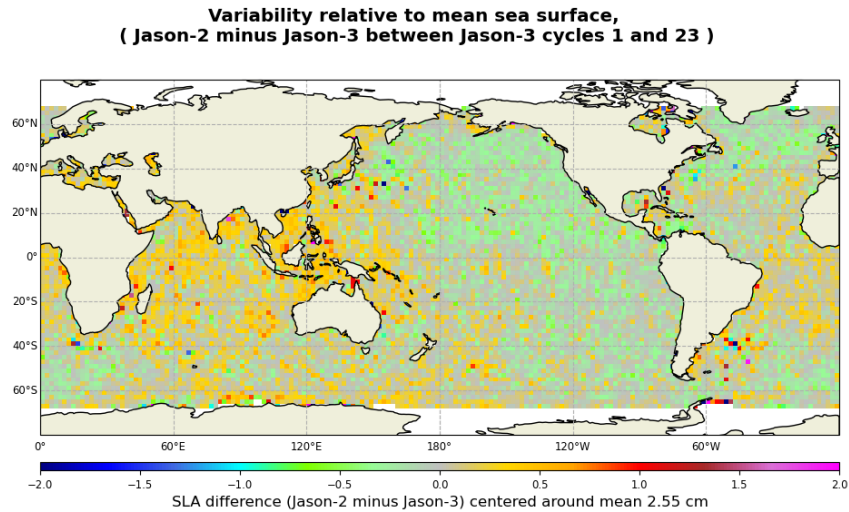 Variability relative to mean sea surface,
( Jason-2 minus Jason-3 between Jason-3 cycles 1 and 23 )
60°N
40°N
20°N
0°
20°S
40°S
60°S
0° 60°E 120°E 180° 120°W 60°W
−2.0 −1.5 −1.0 −0.5 0.0 0.5 1.0 1.5 2.0
SLA difference (Jason-2 minus Jason-3) centered around mean 2.55 cm